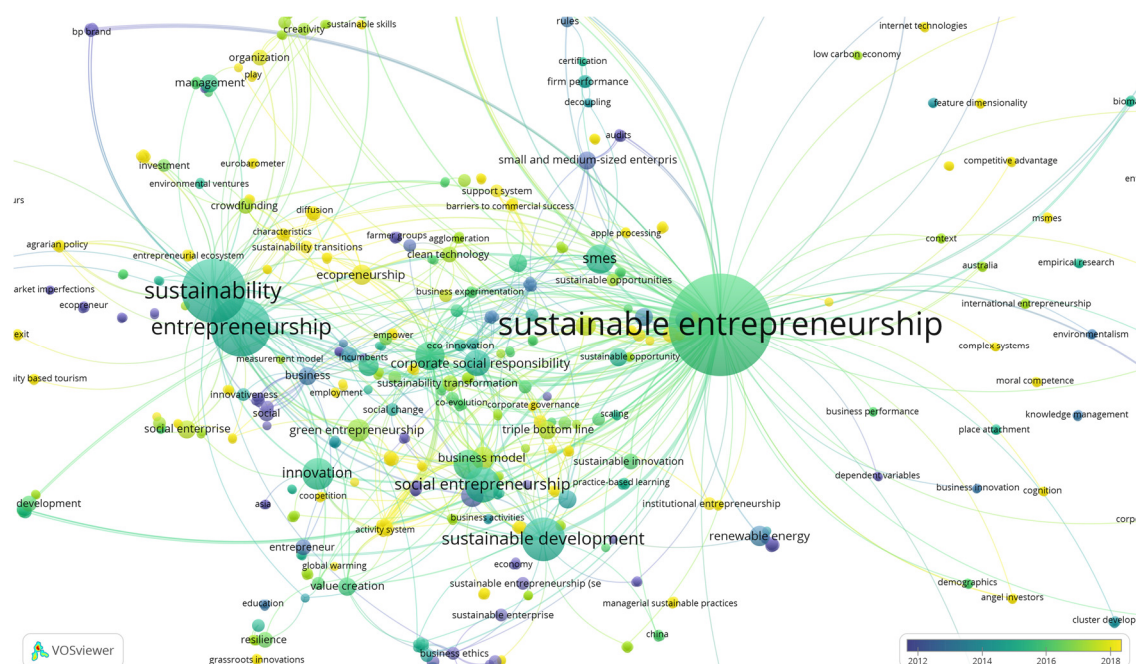 bp brand
creativity
sustainable skills
rules
internet technologies
organization
play
management
certification
firm performance
decoupling
low carbon economy
feature dimensionality
bioma
audits
small and medium-sized enterpris
investment
eurobarometer
competitive advantage
environmental ventures
support system
en
urs
crowdfunding
diffusion
barriers to commercial success
msmes
characteristics
farmer groups
agglomeration
apple processing
context
agrarian policy
entrepreneurial ecosystem
sustainability transitions
clean technology
smes
australia
empirical research
ecopreneurship
sustainable opportunities
arket imperfections
sustainability
business experimentation
ecopreneur
international entrepreneurship
entrepreneurship
sustainable entrepreneurship
exit
empower
environmentalism
eco-innovation
complex systems
measurement model
incumbents
corporate social responsibility
sustainable opportunity
ity based tourism
business
sustainability transformation
moral competence
innovativeness
employment
co-evolution
corporate governance
social
social change
scaling
business performance
knowledge management
social enterprise
green entrepreneurship
triple bottom line
place attachment
business model
sustainable innovation
innovation
dependent variables
social entrepreneurship
practice-based learning
business innovation
cognition
coopetition
development
asia
institutional entrepreneurship
business activities
activity system
corpo
sustainable development
renewable energy
entrepreneur
global warming
economy
value creation
sustainable entrepreneurship (se
demographics
education
managerial sustainable practices
angel investors
sustainable enterprise
cluster develop
resilience
china
business ethics
grassroots innovations
VOSviewer
2012
2014
2016
2018